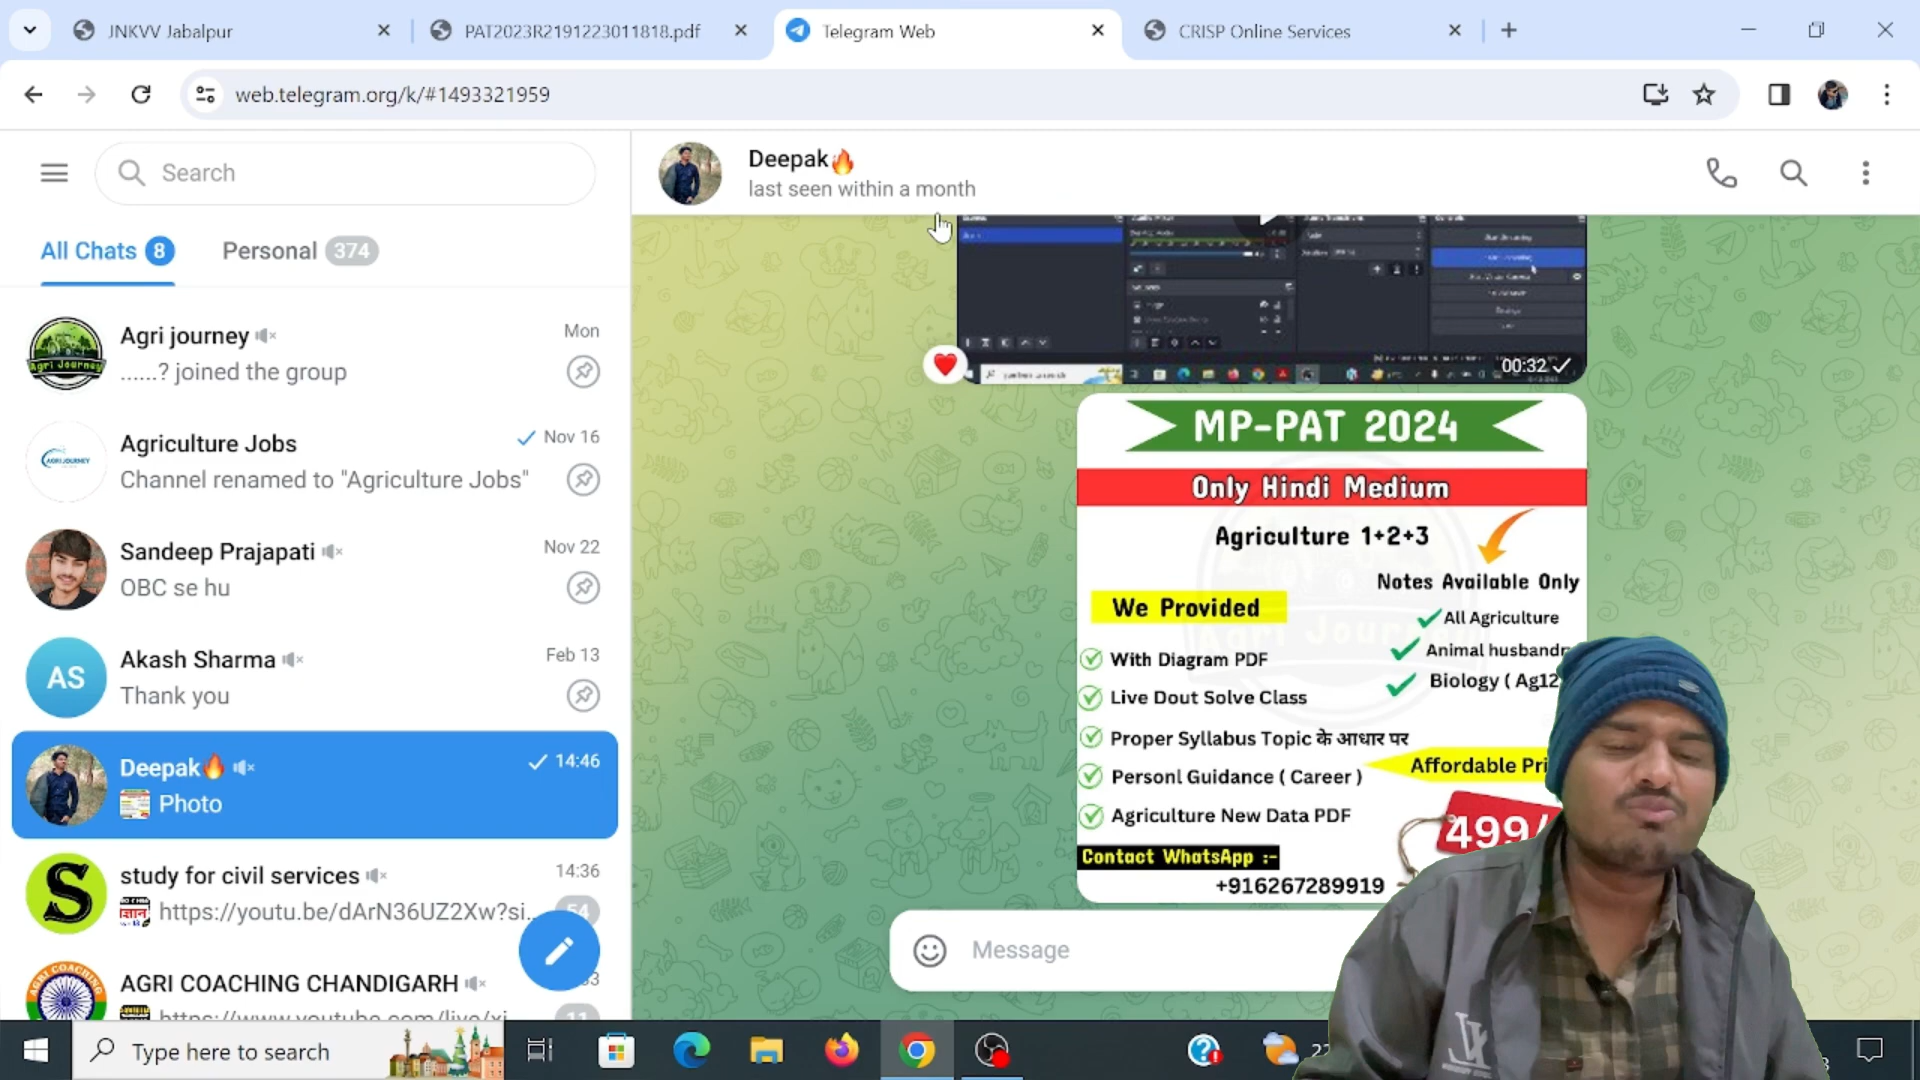 JNKVV Jabalpur
PAT2023R2191223011818.pdf
Telegram Web
CRISP Online Services
web.telegram.org/k/#1493321959
Search
All Chats 8
Personal 374
Agri journey
Mon
......? joined the group
Agriculture Jobs
Nov 16
Channel renamed to "Agriculture Jobs"
Sandeep Prajapati
Nov 22
OBC se hu
AS
Akash Sharma
Feb 13
Thank you
Deepak🔥
14:46
Photo
study for civil services
14:36
https://youtu.be/dArN36UZ2Xw?si...
54
AGRI COACHING CHANDIGARH
11
Deepak🔥
last seen within a month
00:32
MP-PAT 2024
Only Hindi Medium
Agriculture 1+2+3
Notes Available Only
We Provided
All Agriculture
With Diagram PDF
Animal husbandr
Live Dout Solve Class
Biology ( Ag12
Proper Syllabus Topic के आधार पर
Personl Guidance ( Career )
Affordable Pri
Agriculture New Data PDF
499/
Contact WhatsApp :-
+916267289919
Message
Type here to search